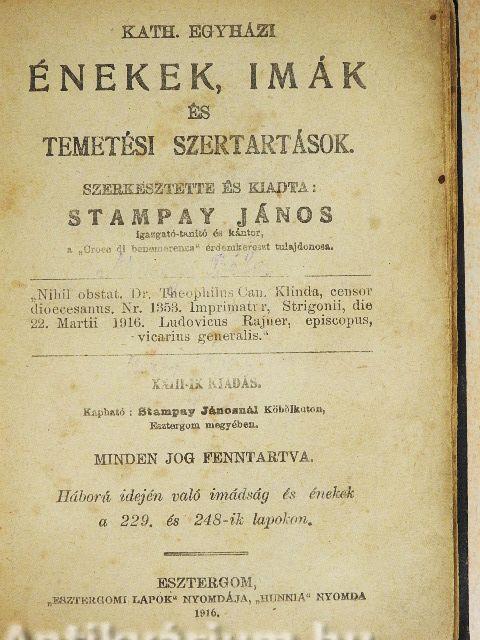 KATH. EGYHÁZI
ÉNEKEK, IMÁK
ÉS
TEMETÉSI SZERTARTÁSOK.
SZERKESZTETTE ÉS KIADTA:
STAMPAY JÁNOS
igazgató-tanító és kántor,
a „Croce di benemerenza“ érdemkereszt tulajdonosa.
„Nihil obstat. Dr. Theophilus Can. Klinda, censor
dioecesanus. Nr. 1353. Imprimatur, Strigonii, die
22. Martii 1916. Ludovicus Rajner, episcopus,
vicarius generalis.“
KIADÁS.
Kapható: Stampay Jánosnál Köbölkuton,
Esztergom megyében.
MINDEN JOG FENNTARTVA.
Háború idején való imádság és énekek
a 229. és 248-ik lapokon.
ESZTERGOM,
„ESZTERGOMI LAPOK“ NYOMDÁJA, „HUNNIA“ NYOMDA
1916.